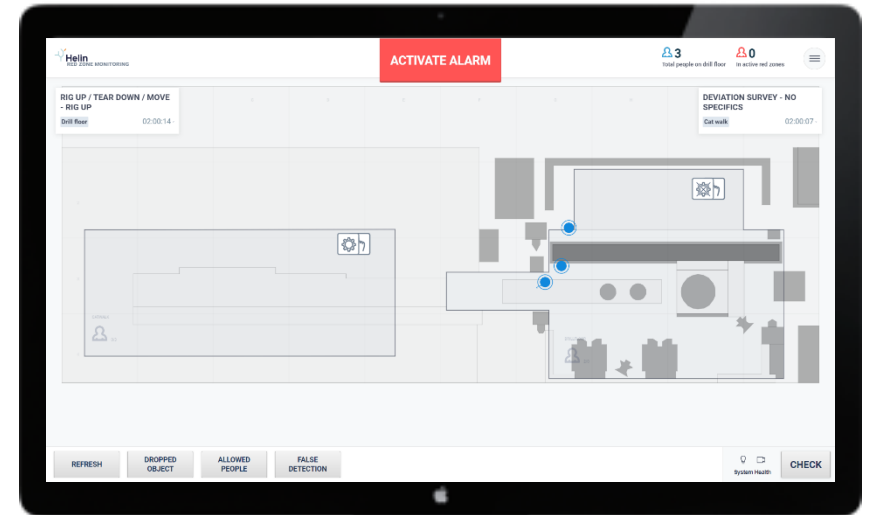 Helin
RED ZONE MONITORING
ACTIVATE ALARM
3
Total people on drill floor
0
In active red zones
RIG UP / TEAR DOWN / MOVE
- RIG UP
Drill floor
02:00:14 -
DEVIATION SURVEY - NO
SPECIFICS
Cat walk
02:00:07 -
REFRESH
DROPPED
OBJECT
ALLOWED
PEOPLE
FALSE
DETECTION
System Health
CHECK